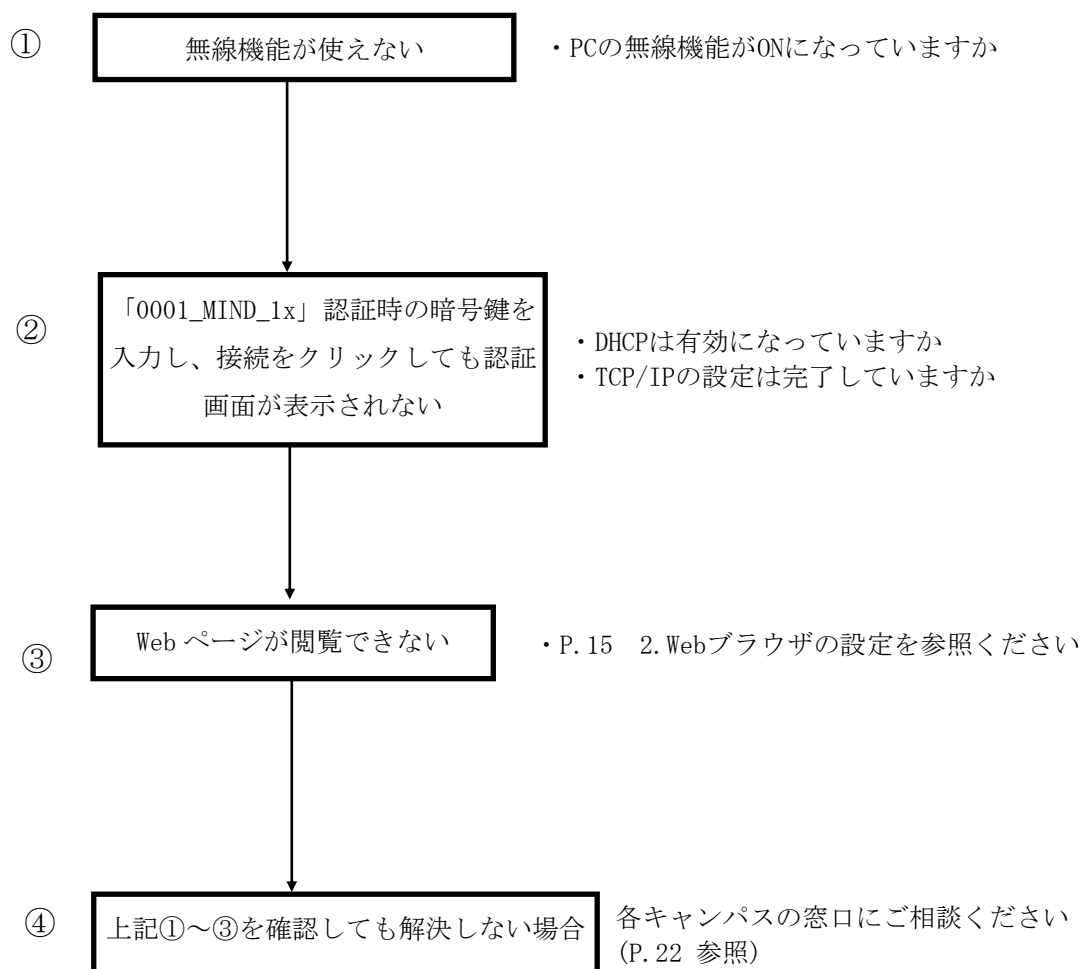 ① 無線機能が使えない ・PCの無線機能がONになっていますか
② 「0001_MIND_1x」認証時の暗号鍵を
入力し、接続をクリックしても認証
画面が表示されない
・DHCPは有効になっていますか
・TCP/IPの設定は完了していますか
③ Web ページが閲覧できない ・P.15　2.Webブラウザの設定を参照ください
④ 上記①～③を確認しても解決しない場合
各キャンパスの窓口にご相談ください
(P.22 参照)